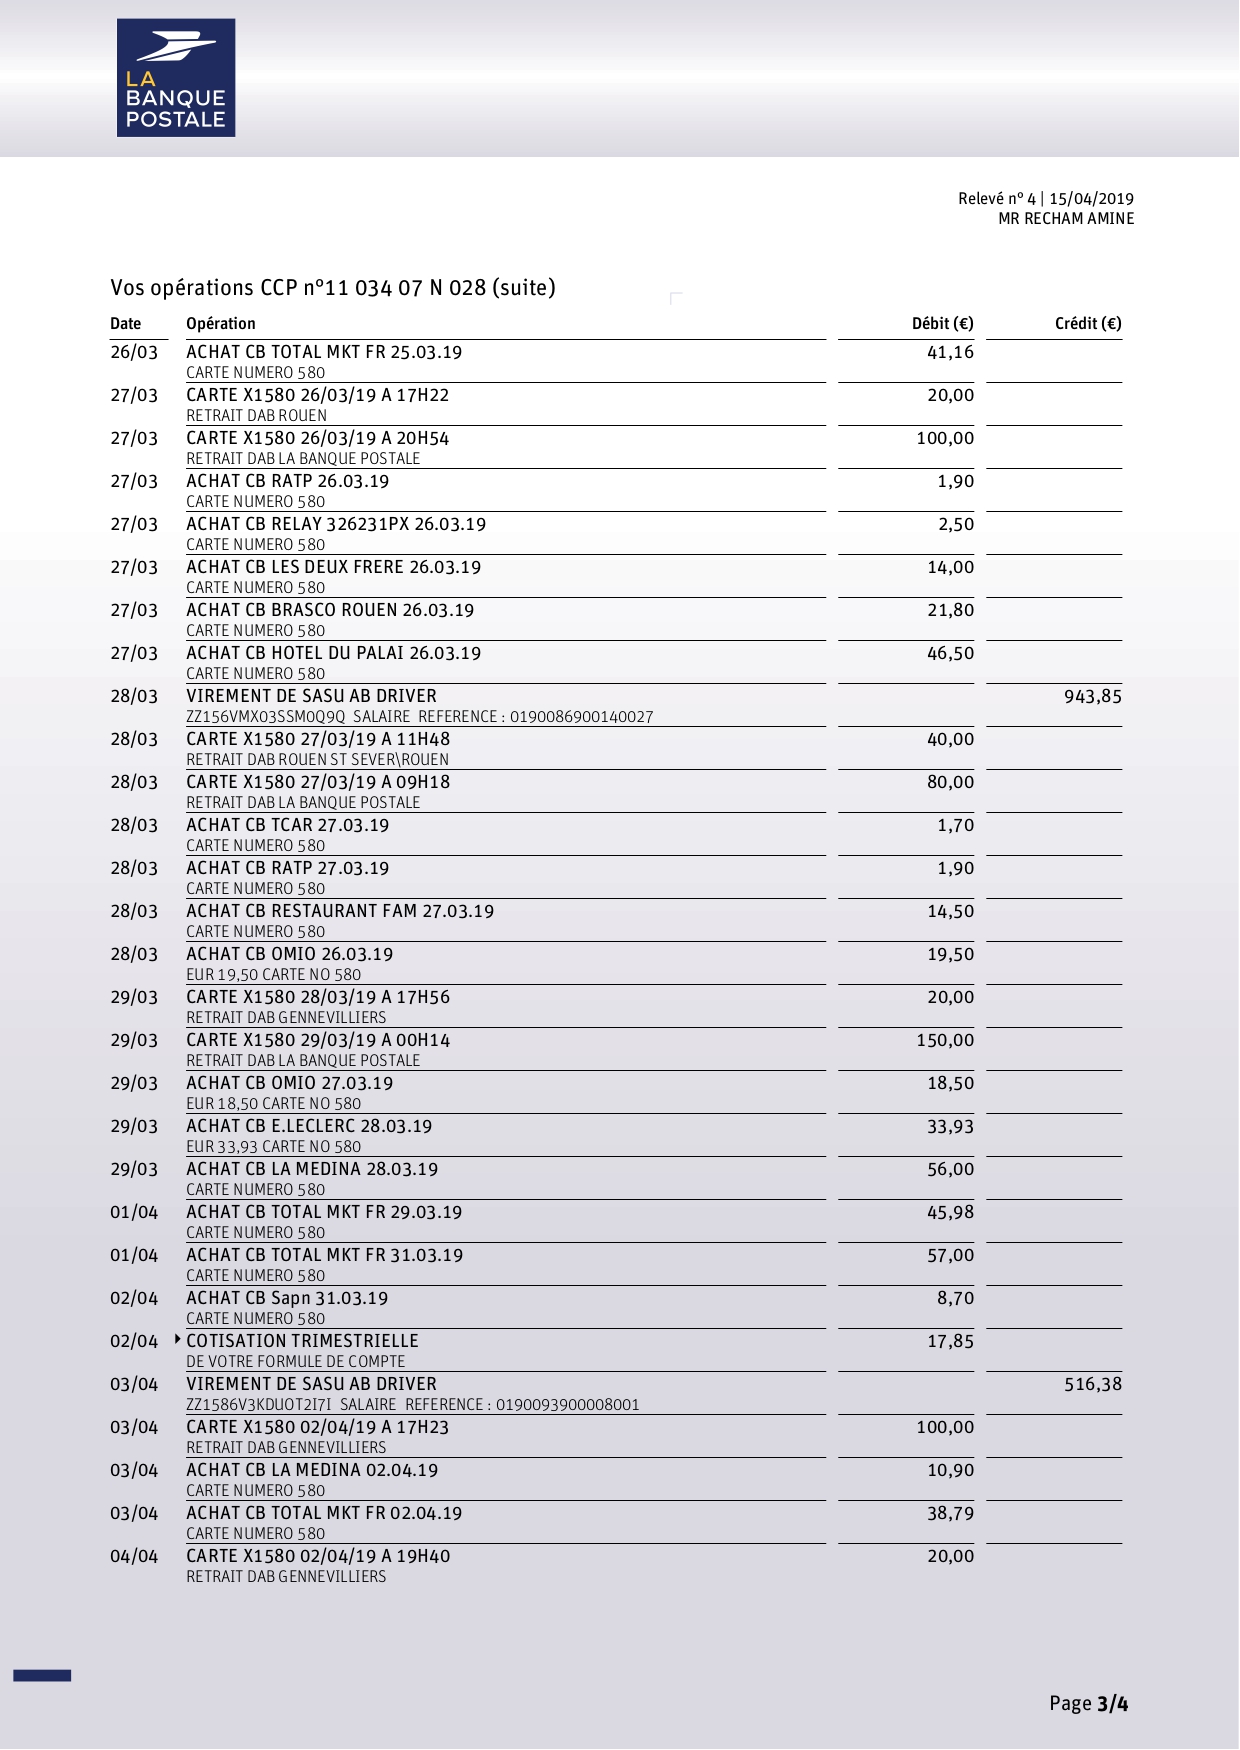 LA
BANQUE
POSTALE
Relevé n° 4 | 15/04/2019
MR RECHAM AMINE
Vos opérations CCP n°11 034 07 N 028 (suite)
Date Opération Débit (€) Crédit (€)
26/03 ACHAT CB TOTAL MKT FR 25.03.19 41,16
CARTE NUMERO 580
27/03 CARTE X1580 26/03/19 A 17H22 20,00
RETRAIT DAB ROUEN
27/03 CARTE X1580 26/03/19 A 20H54 100,00
RETRAIT DAB LA BANQUE POSTALE
27/03 ACHAT CB RATP 26.03.19 1,90
CARTE NUMERO 580
27/03 ACHAT CB RELAY 326231PX 26.03.19 2,50
CARTE NUMERO 580
27/03 ACHAT CB LES DEUX FRERE 26.03.19 14,00
CARTE NUMERO 580
27/03 ACHAT CB BRASCO ROUEN 26.03.19 21,80
CARTE NUMERO 580
27/03 ACHAT CB HOTEL DU PALAI 26.03.19 46,50
CARTE NUMERO 580
28/03 VIREMENT DE SASU AB DRIVER 943,85
ZZ156VMX03SSM0Q9Q SALAIRE REFERENCE : 0190086900140027
28/03 CARTE X1580 27/03/19 A 11H48 40,00
RETRAIT DAB ROUEN ST SEVER\ROUEN
28/03 CARTE X1580 27/03/19 A 09H18 80,00
RETRAIT DAB LA BANQUE POSTALE
28/03 ACHAT CB TCAR 27.03.19 1,70
CARTE NUMERO 580
28/03 ACHAT CB RATP 27.03.19 1,90
CARTE NUMERO 580
28/03 ACHAT CB RESTAURANT FAM 27.03.19 14,50
CARTE NUMERO 580
28/03 ACHAT CB OMIO 26.03.19 19,50
EUR 19,50 CARTE NO 580
29/03 CARTE X1580 28/03/19 A 17H56 20,00
RETRAIT DAB GENNEVILLIERS
29/03 CARTE X1580 29/03/19 A 00H14 150,00
RETRAIT DAB LA BANQUE POSTALE
29/03 ACHAT CB OMIO 27.03.19 18,50
EUR 18,50 CARTE NO 580
29/03 ACHAT CB E.LECLERC 28.03.19 33,93
EUR 33,93 CARTE NO 580
29/03 ACHAT CB LA MEDINA 28.03.19 56,00
CARTE NUMERO 580
01/04 ACHAT CB TOTAL MKT FR 29.03.19 45,98
CARTE NUMERO 580
01/04 ACHAT CB TOTAL MKT FR 31.03.19 57,00
CARTE NUMERO 580
02/04 ACHAT CB Sapn 31.03.19 8,70
CARTE NUMERO 580
02/04 COTISATION TRIMESTRIELLE 17,85
DE VOTRE FORMULE DE COMPTE
03/04 VIREMENT DE SASU AB DRIVER 516,38
ZZ1586V3KDUOT2I7I SALAIRE REFERENCE : 0190093900008001
03/04 CARTE X1580 02/04/19 A 17H23 100,00
RETRAIT DAB GENNEVILLIERS
03/04 ACHAT CB LA MEDINA 02.04.19 10,90
CARTE NUMERO 580
03/04 ACHAT CB TOTAL MKT FR 02.04.19 38,79
CARTE NUMERO 580
04/04 CARTE X1580 02/04/19 A 19H40 20,00
RETRAIT DAB GENNEVILLIERS
Page 3/4